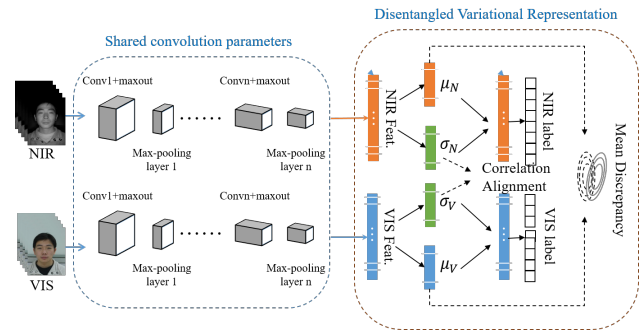 Disentangled Variational Representation
Shared convolution parameters
Conv1+maxout
Convn+maxout
Max-pooling
layer 1
Max-pooling
layer n
NIR
Conv1+maxout
Convn+maxout
Max-pooling
layer 1
Max-pooling
layer n
VIS
NIR Feat.
μN
σN
NIR label
Correlation
Alignment
VIS Feat.
σV
μV
VIS label
Mean Discrepancy